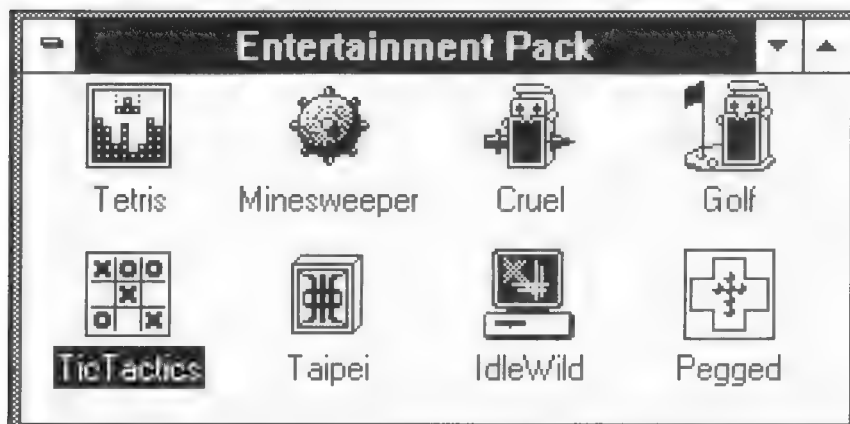 Entertainment Pack
Tetris Minesweeper Cruel Golf
TicTactics Taipei IdleWild Pegged